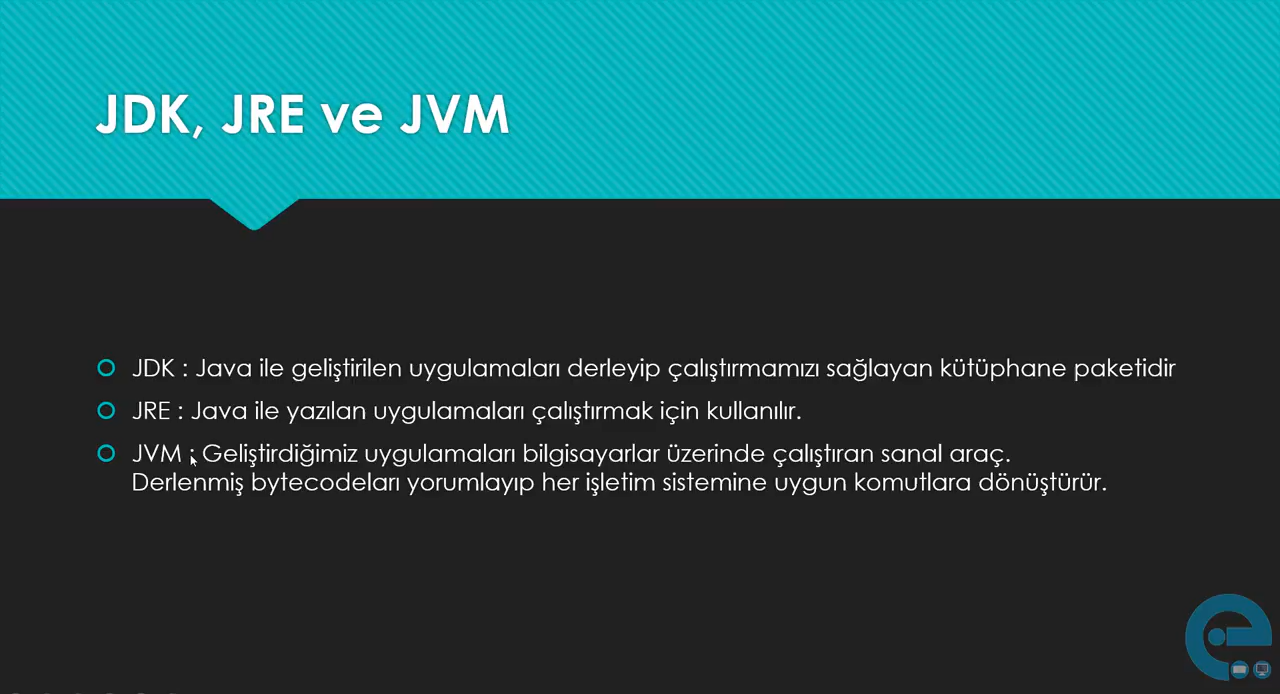 JDK, JRE ve JVM
JDK : Java ile geliştirilen uygulamaları derleyip çalıştırmamızı sağlayan kütüphane paketidir
JRE : Java ile yazılan uygulamaları çalıştırmak için kullanılır.
JVM : Geliştirdiğimiz uygulamaları bilgisayarlar üzerinde çalıştıran sanal araç.
Derlenmiş bytecodeları yorumlayıp her işletim sistemine uygun komutlara dönüştürür.